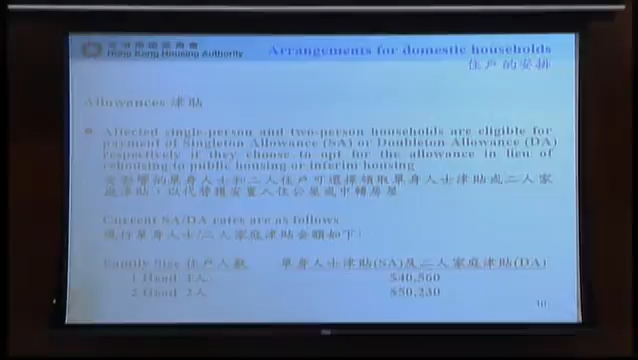 香港房屋委員會
Hong Kong Housing Authority
Arrangements for domestic households
住戶的安排
Allowances 津貼
Affected single-person and two-person households are eligible for
payment of Singleton Allowance (SA) or Doubleton Allowance (DA)
respectively if they choose to opt for the allowance in lieu of
rehousing to public housing or interim housing
受影響的單身人士和二人住戶可選擇領取單身人士津貼或二人家
庭津貼，以代替獲安置入住公屋或中轉房屋
Current SA/DA rates are as follows
現行單身人士/二人家庭津貼金額如下:
Family Size 住戶人數 單身人士津貼(SA)及二人家庭津貼(DA)
1 Head 1人 $40,560
2 Head 2人 $50,230
10